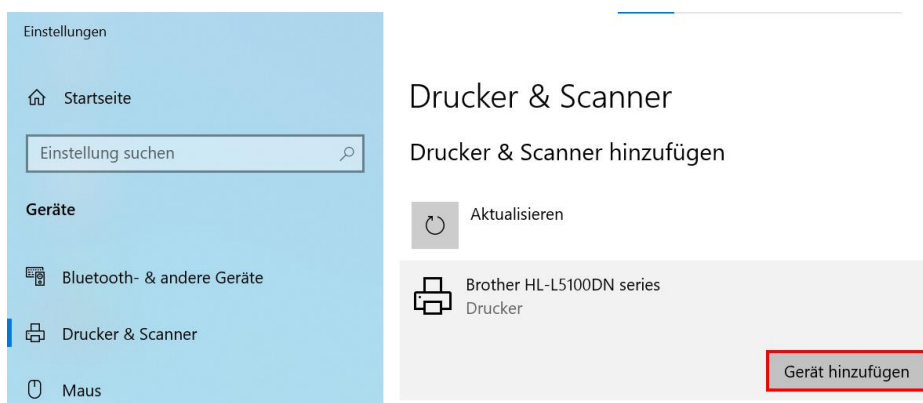 Einstellungen
Startseite
Einstellung suchen
Geräte
Bluetooth- & andere Geräte
Drucker & Scanner
Maus
Drucker & Scanner
Drucker & Scanner hinzufügen
Aktualisieren
Brother HL-L5100DN series
Drucker
Gerät hinzufügen